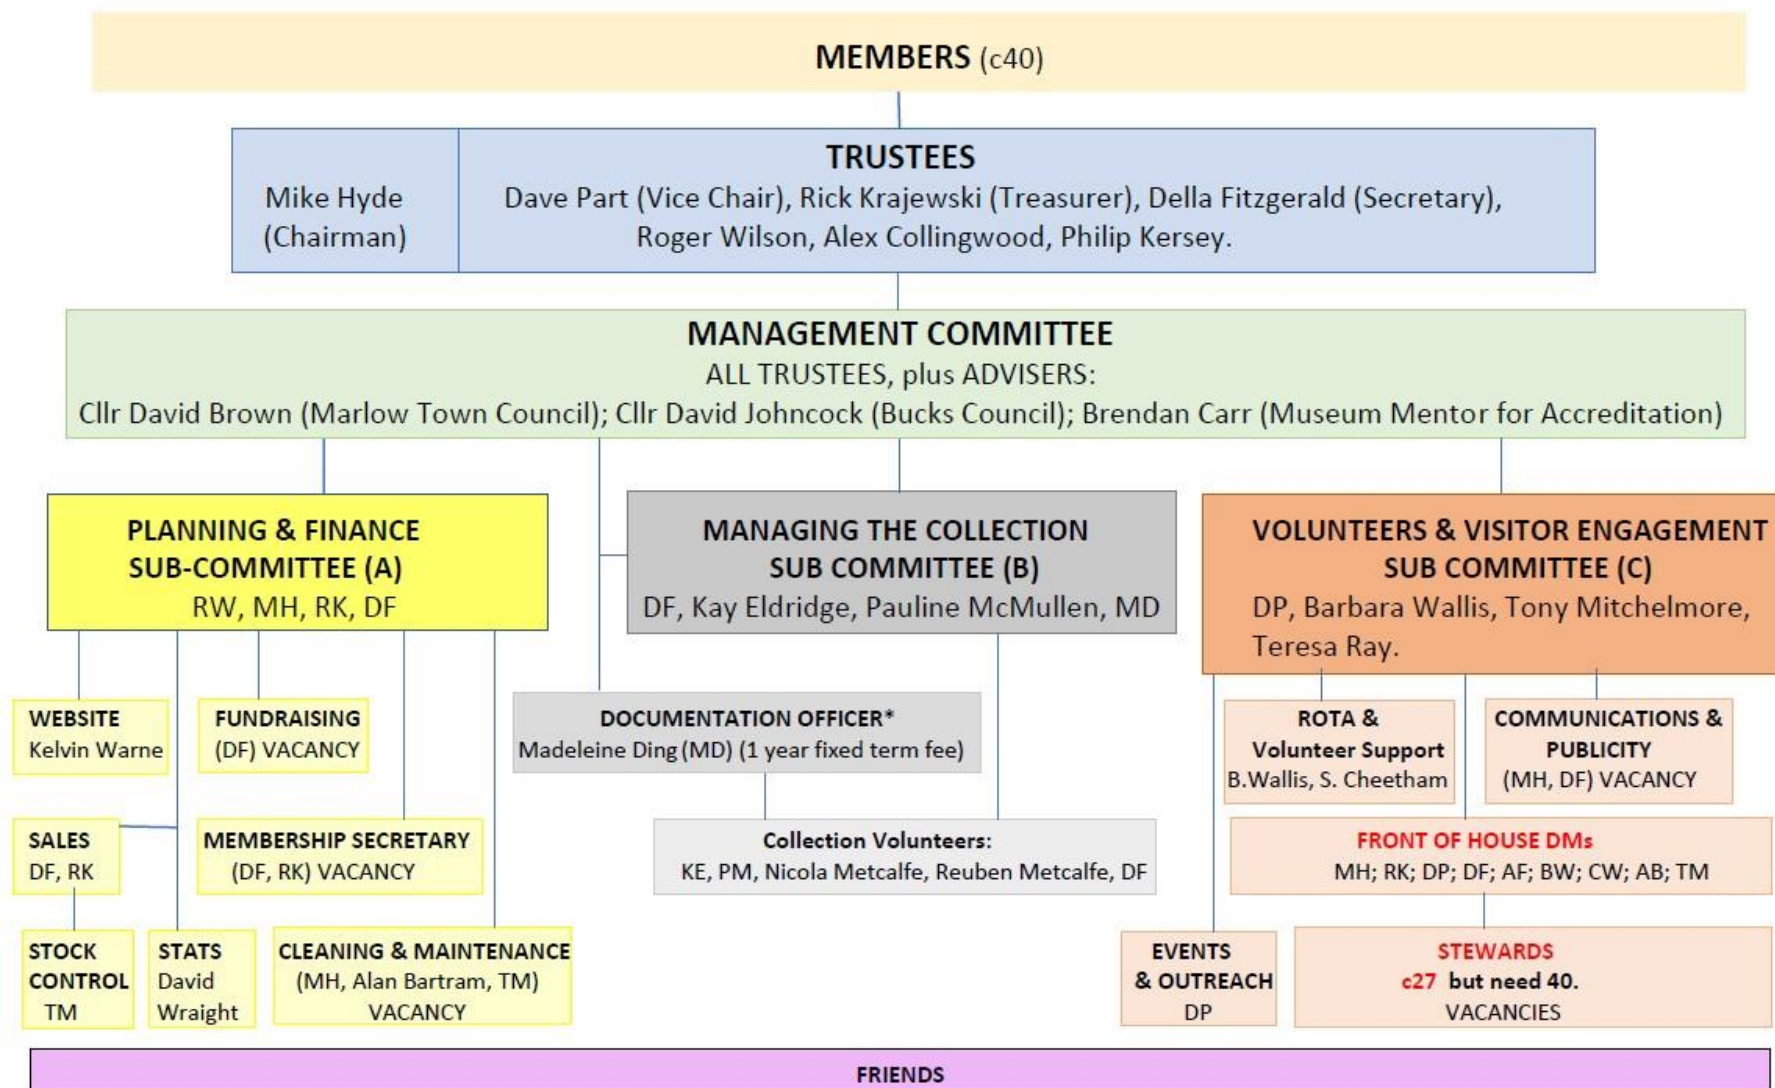 MEMBERS (c40)
TRUSTEES
Mike Hyde
(Chairman)
Dave Part (Vice Chair), Rick Krajewski (Treasurer), Della Fitzgerald (Secretary),
Roger Wilson, Alex Collingwood, Philip Kersey.
MANAGEMENT COMMITTEE
ALL TRUSTEES, plus ADVISERS:
Cllr David Brown (Marlow Town Council); Cllr David Johncock (Bucks Council); Brendan Carr (Museum Mentor for Accreditation)
PLANNING & FINANCE
SUB-COMMITTEE (A)
RW, MH, RK, DF
MANAGING THE COLLECTION
SUB COMMITTEE (B)
DF, Kay Eldridge, Pauline McMullen, MD
VOLUNTEERS & VISITOR ENGAGEMENT
SUB COMMITTEE (C)
DP, Barbara Wallis, Tony Mitchelmore,
Teresa Ray.
WEBSITE
Kelvin Warne
FUNDRAISING
(DF) VACANCY
DOCUMENTATION OFFICER*
Madeleine Ding (MD) (1 year fixed term fee)
ROTA &
Volunteer Support
B.Wallis, S. Cheetham
COMMUNICATIONS &
PUBLICITY
(MH, DF) VACANCY
SALES
DF, RK
MEMBERSHIP SECRETARY
(DF, RK) VACANCY
Collection Volunteers:
KE, PM, Nicola Metcalfe, Reuben Metcalfe, DF
FRONT OF HOUSE DMs
MH; RK; DP; DF; AF; BW; CW; AB; TM
STOCK
CONTROL
TM
STATS
David
Wraight
CLEANING & MAINTENANCE
(MH, Alan Bartram, TM)
VACANCY
EVENTS
& OUTREACH
DP
STEWARDS
c27 but need 40.
VACANCIES
FRIENDS